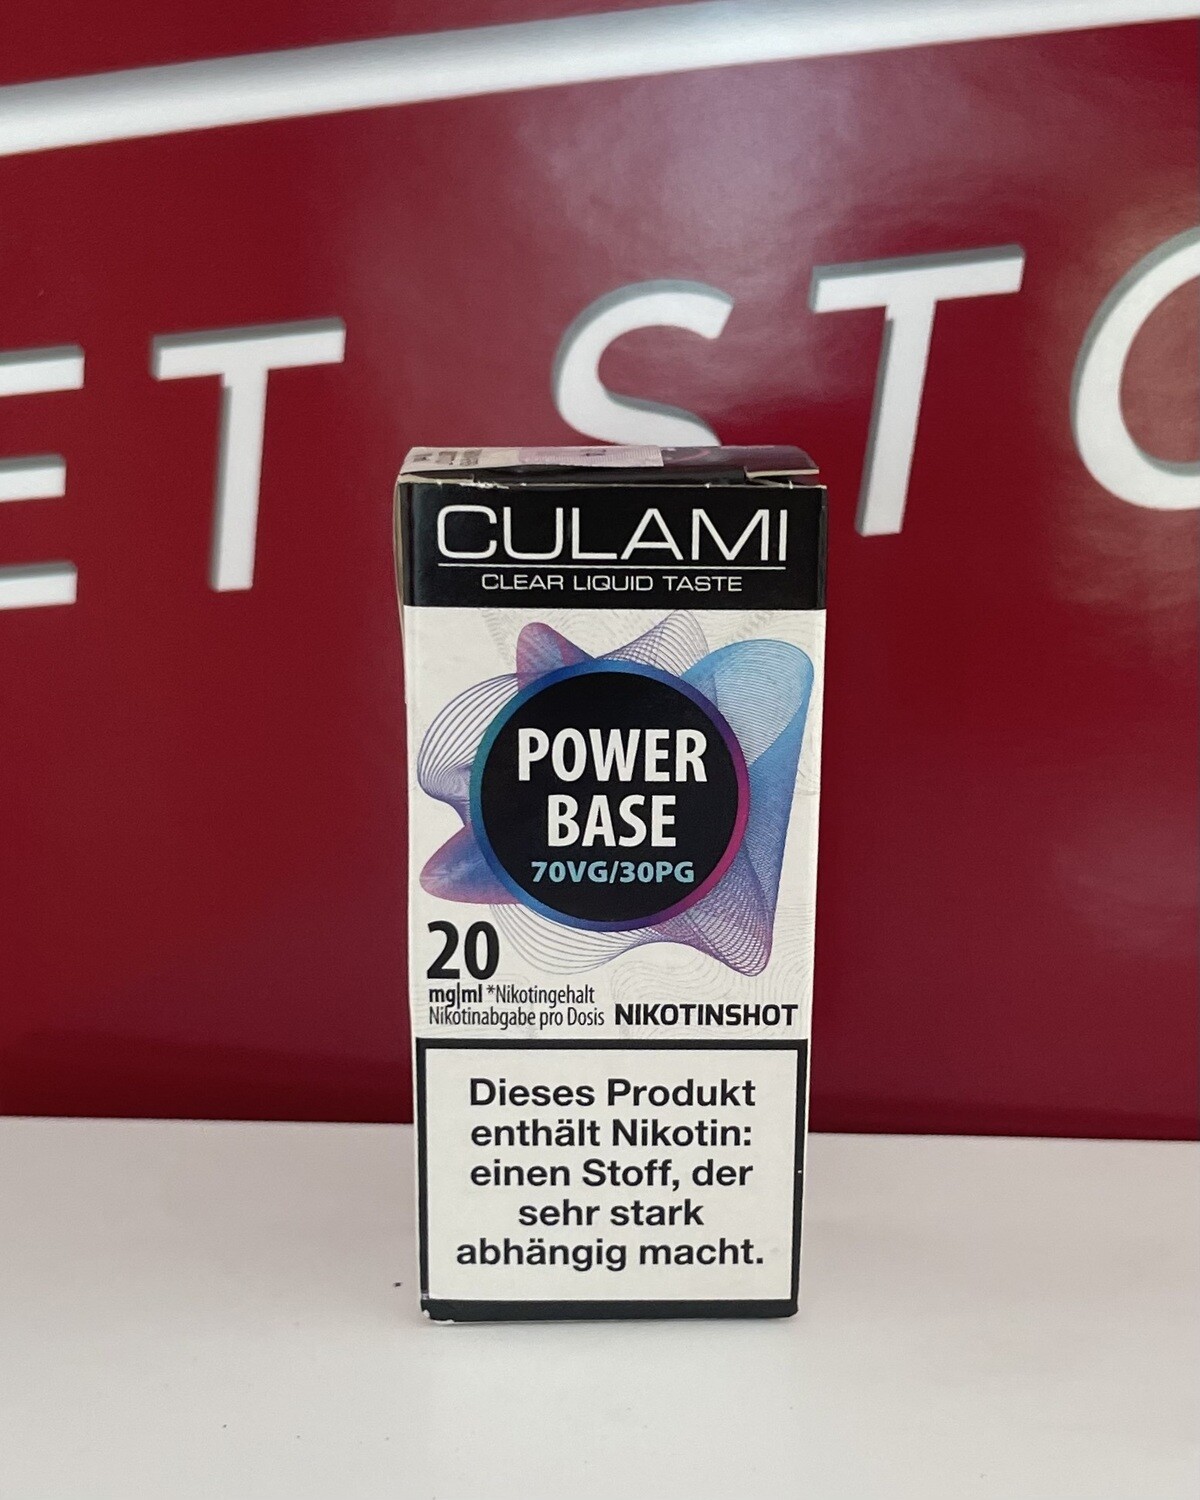 ET STO
CULAMI
CLEAR LIQUID TASTE
POWER
BASE
70VG/30PG
20
mg|ml *Nikotingehalt
Nikotinabgabe pro Dosis NIKOTINSHOT
Dieses Produkt
enthält Nikotin:
einen Stoff, der
sehr stark
abhängig macht.